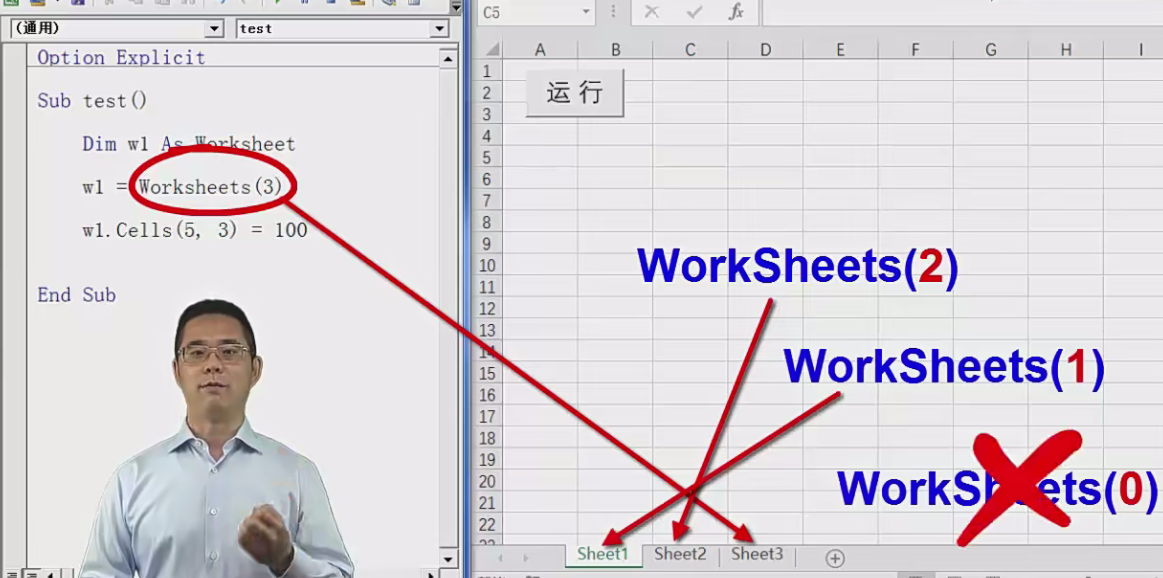 (通用)
test
Option Explicit
Sub test()
Dim w1 As Worksheet
w1 = Worksheets(3)
w1.Cells(5, 3) = 100
End Sub
C5
fx
A B C D E F G H I
1
2
3
4
5
6
7
8
9
10
11
12
13
14
15
16
17
18
19
20
21
22
运行
WorkSheets(2)
WorkSheets(1)
WorkSheets(0)
Sheet1 Sheet2 Sheet3